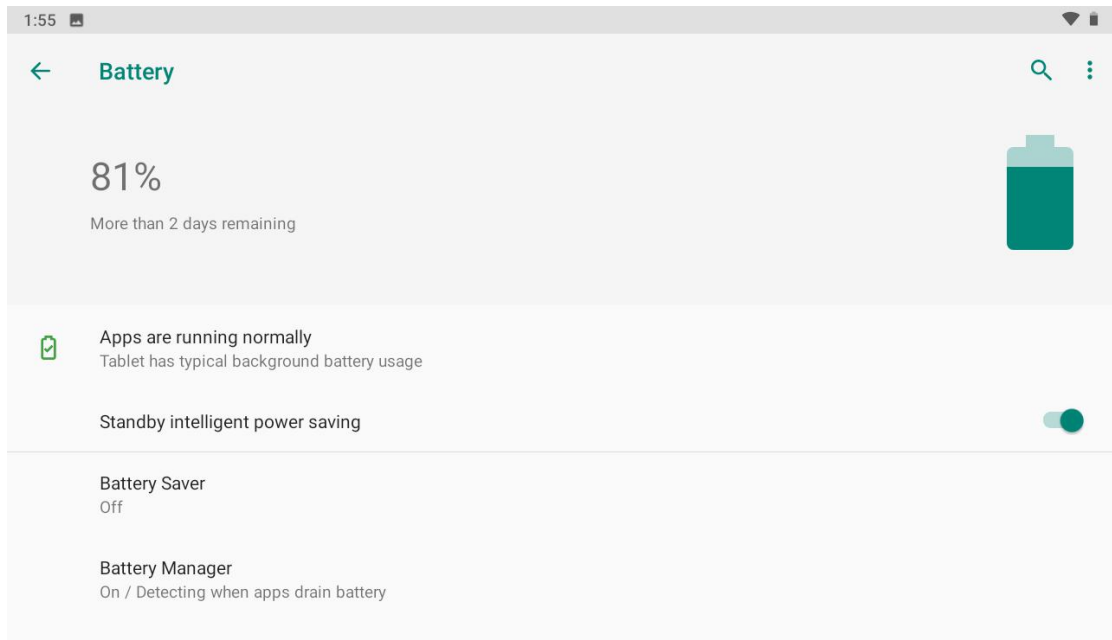 1:55
Battery
81%
More than 2 days remaining
Apps are running normally
Tablet has typical background battery usage
Standby intelligent power saving
Battery Saver
Off
Battery Manager
On / Detecting when apps drain battery